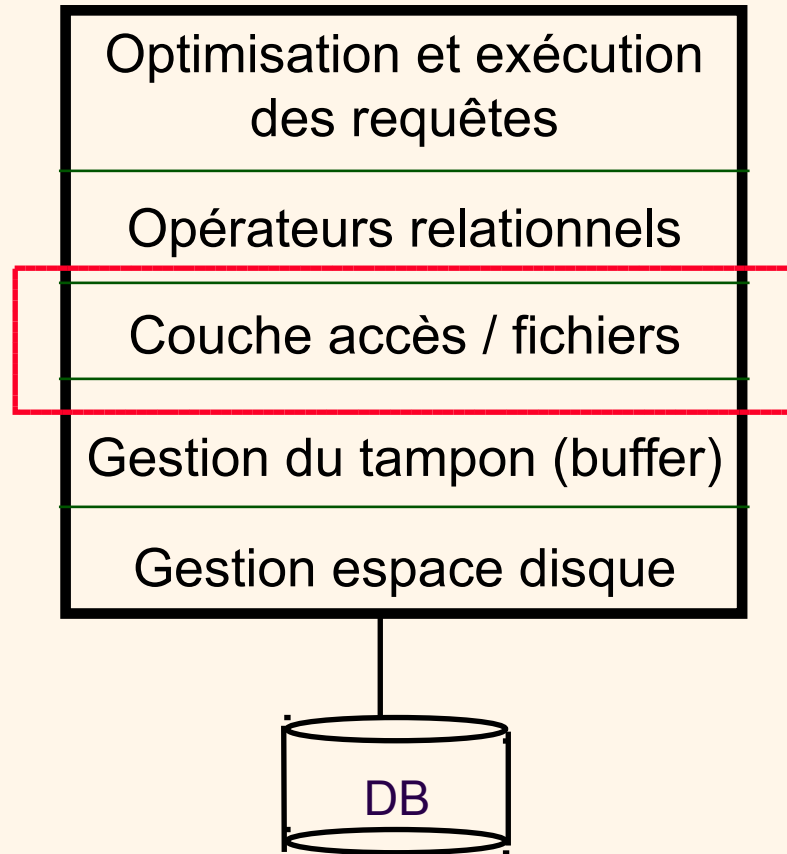 Optimisation et exécution
des requêtes
Opérateurs relationnels
Couche accès / fichiers
Gestion du tampon (buffer)
Gestion espace disque
DB